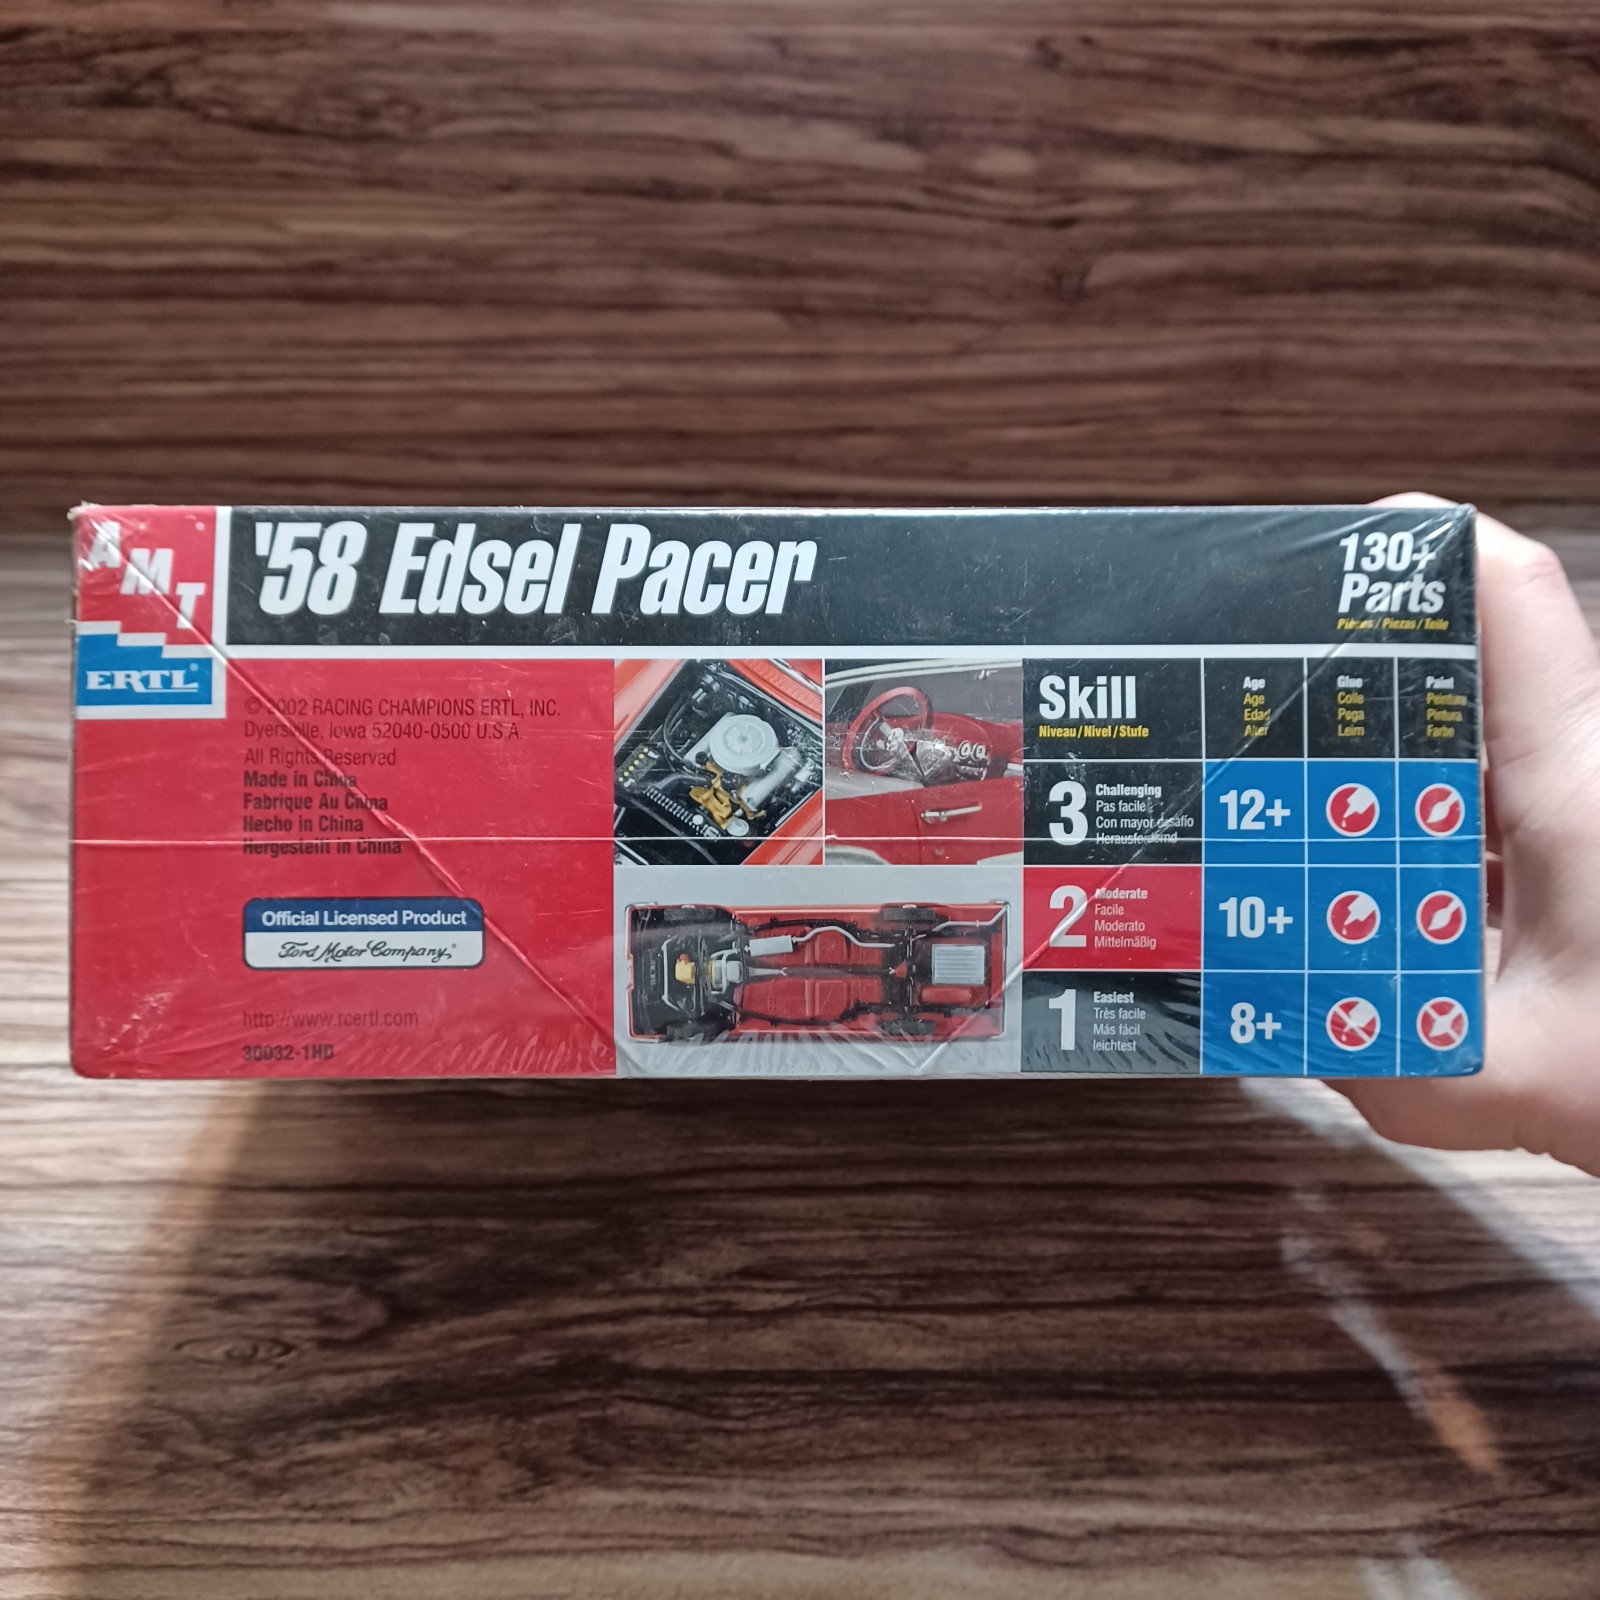 AMT
ERTL®
'58 Edsel Pacer
130+
Parts
Pièces / Piezas / Teile
© 2002 RACING CHAMPIONS ERTL, INC.
Dyersville, Iowa 52040-0500 U.S.A.
All Rights Reserved
Made in China
Fabrique Au China
Hecho in China
Hergestellt in China
Official Licensed Product
Ford Motor Company®
http://www.rcertl.com
30032-1HD
Skill
Niveau / Nivel / Stufe
Age
Age
Edad
Alter
Glue
Colle
Pega
Leim
Paint
Peinture
Pintura
Farbe
3
Challenging
Pas facile
Con mayor desafío
Herausfordernd
12+
2
Moderate
Facile
Moderato
Mittelmäßig
10+
1
Easiest
Très facile
Más fácil
leichtest
8+